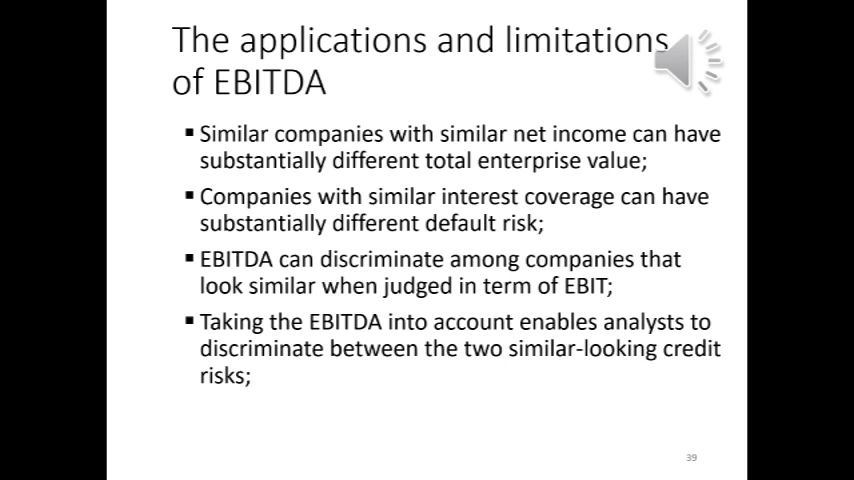 The applications and limitations
of EBITDA
▪ Similar companies with similar net income can have
substantially different total enterprise value;
▪ Companies with similar interest coverage can have
substantially different default risk;
▪ EBITDA can discriminate among companies that
look similar when judged in term of EBIT;
▪ Taking the EBITDA into account enables analysts to
discriminate between the two similar-looking credit
risks;
39